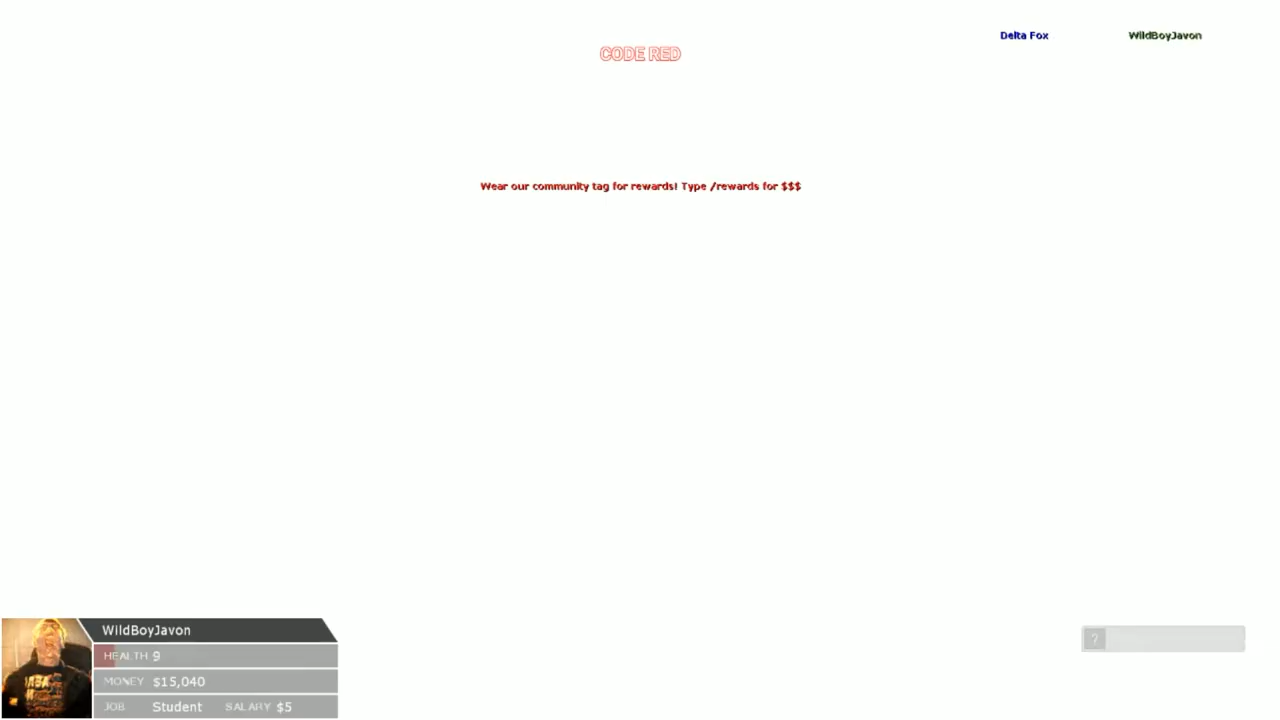 Delta Fox WildBoyJavon
CODE RED
Wear our community tag for rewards! Type /rewards for $$$
WildBoyJavon
HEALTH 9
MONEY $15,040
JOB Student SALARY $5
?